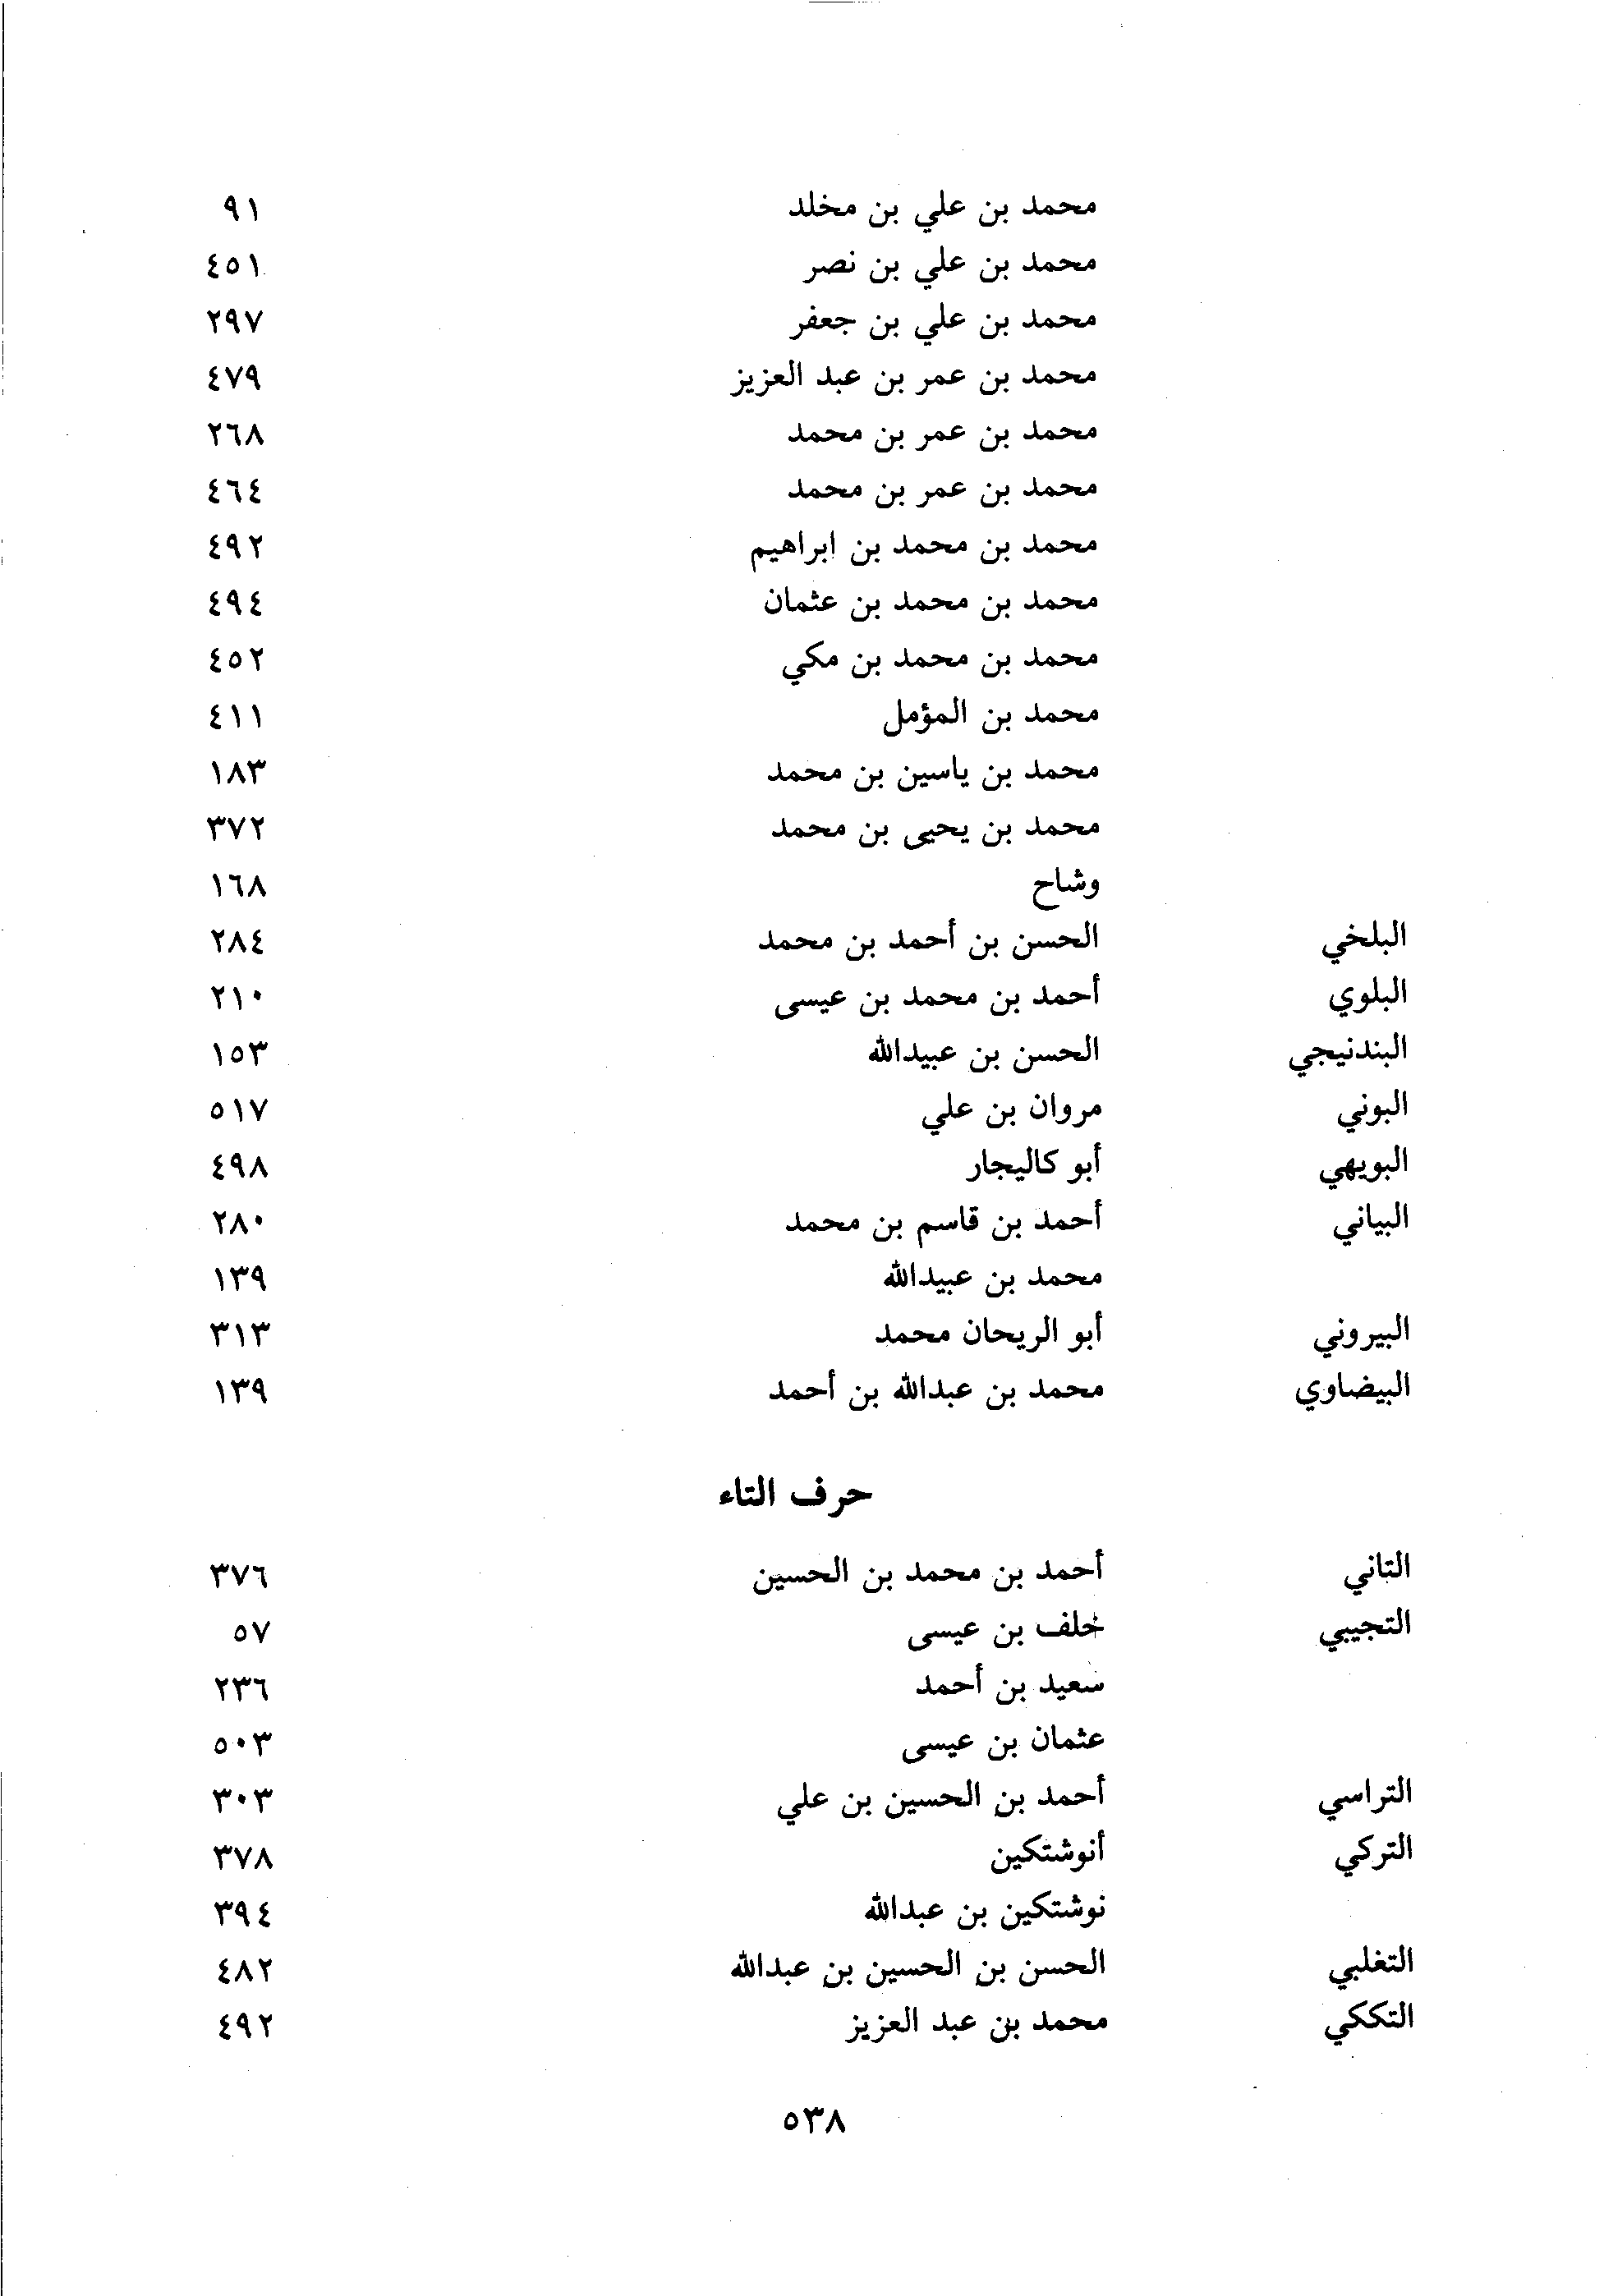 محمد بن علي بن مخلد ٩١
محمد بن علي بن نصر ٤٥١
محمد بن علي بن جعفر ٢٩٧
محمد بن عمر بن عبد العزيز ٤٧٩
محمد بن عمر بن محمد ٢٦٨
محمد بن عمر بن محمد ٤٦٤
محمد بن محمد بن ابراهيم ٤٩٢
محمد بن محمد بن عثمان ٤٩٤
محمد بن محمد بن مكي ٤٥٢
محمد بن المؤمل ٤١١
محمد بن ياسين بن محمد ١٨٣
محمد بن يحيى بن محمد ٣٧٢
وشاح ١٦٨
البلخي الحسن بن أحمد بن محمد ٢٨٤
البلوي أحمد بن محمد بن عيسى ٢١٠
البندنيجي الحسن بن عبيدالله ١٥٣
البوني مروان بن علي ٥١٧
البويهي أبو كاليجار ٤٩٨
البياني أحمد بن قاسم بن محمد ٢٨٠
محمد بن عبيدالله ١٣٩
البيروني أبو الريحان محمد ٣١٣
البيضاوي محمد بن عبدالله بن أحمد ١٣٩
حرف التاء
التاني أحمد بن محمد بن الحسين ٣٧٦
التجيبي خلف بن عيسى ٥٧
سعيد بن أحمد ٢٣٦
عثمان بن عيسى ٥٠٣
التراسي أحمد بن الحسين بن علي ٣٠٣
التركي أنوشتكين ٣٧٨
نوشتكين بن عبدالله ٣٩٤
التغلبي الحسن بن الحسين بن عبدالله ٤٨٢
التككي محمد بن عبد العزيز ٤٩٢
٥٣٨